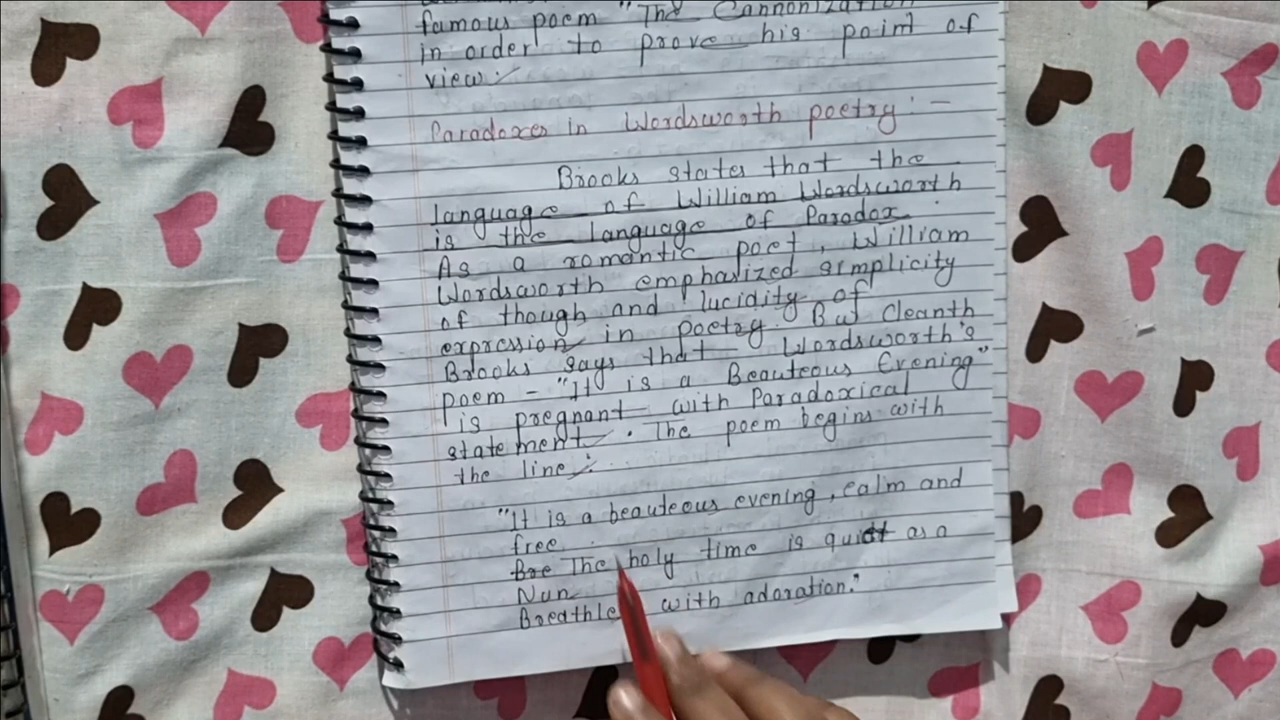 famous poem "The Cannonization
in order to prove his point of
view :
Paradoxes in Wordsworth poetry : -
Brooks states that the
language of William Wordsworth
is the language of Paradox.
As a romantic poet, William
Wordsworth emphasized simplicity
of though and lucidity of
expression in poetry. But Cleanth
Brooks says that Wordsworth's
poem - "It is a Beauteous Evening"
is pregnant with Paradoxical
statement. The poem begins with
the line :
"It is a beauteous evening, calm and
free
The holy time is quiet as a
Nun
with adoration."